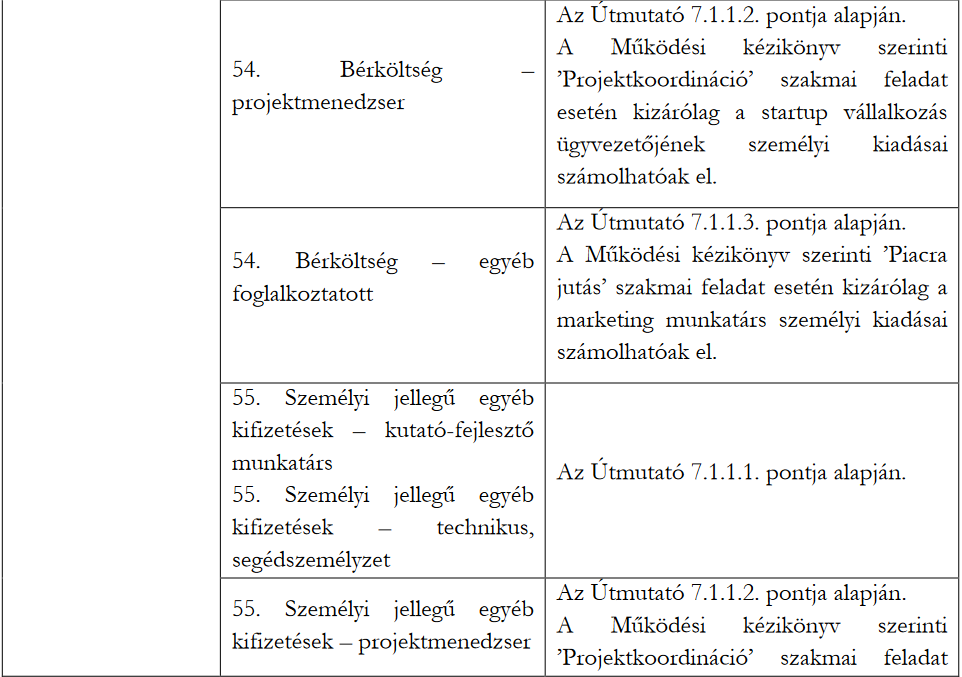 54. Bérköltség –
projektmenedzser
Az Útmutató 7.1.1.2. pontja alapján.
A Működési kézikönyv szerinti
’Projektkoordináció’ szakmai feladat
esetén kizárólag a startup vállalkozás
ügyvezetőjének személyi kiadásai
számolhatóak el.
54. Bérköltség – egyéb
foglalkoztatott
Az Útmutató 7.1.1.3. pontja alapján.
A Működési kézikönyv szerinti ’Piacra
jutás’ szakmai feladat esetén kizárólag a
marketing munkatárs személyi kiadásai
számolhatóak el.
55. Személyi jellegű egyéb
kifizetések – kutató-fejlesztő
munkatárs
55. Személyi jellegű egyéb
kifizetések – technikus,
segédszemélyzet
Az Útmutató 7.1.1.1. pontja alapján.
55. Személyi jellegű egyéb
kifizetések – projektmenedzser
Az Útmutató 7.1.1.2. pontja alapján.
A Működési kézikönyv szerinti
’Projektkoordináció’ szakmai feladat